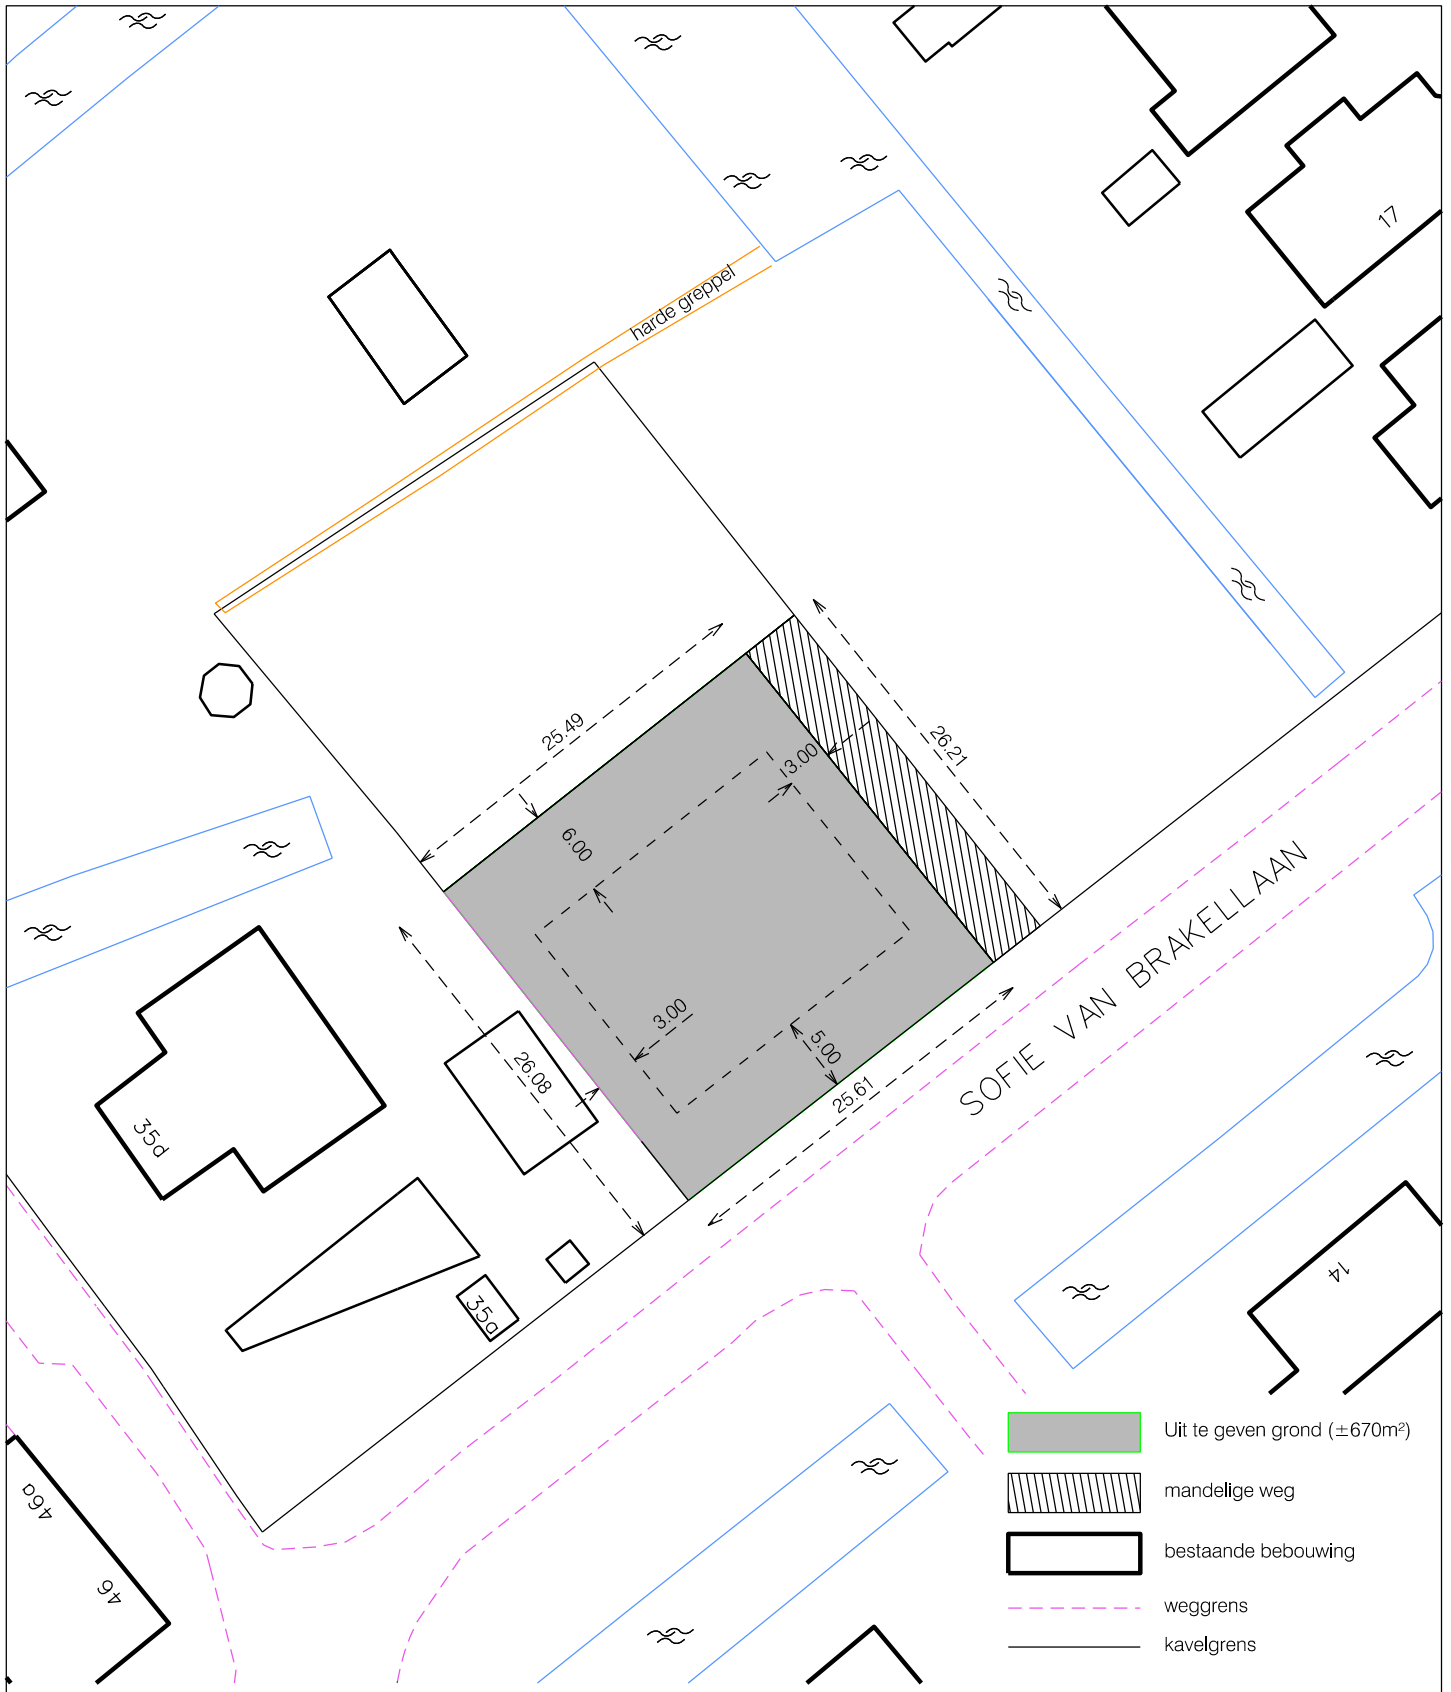 17
harde greppel
25.49
26.21
3.00
6.00
3.00
5.00
26.08
25.61
SOFIE VAN BRAKELLAAN
35d
35a
14
46a
46
Uit te geven grond (±670m²)
mandelige weg
bestaande bebouwing
weggrens
kavelgrens